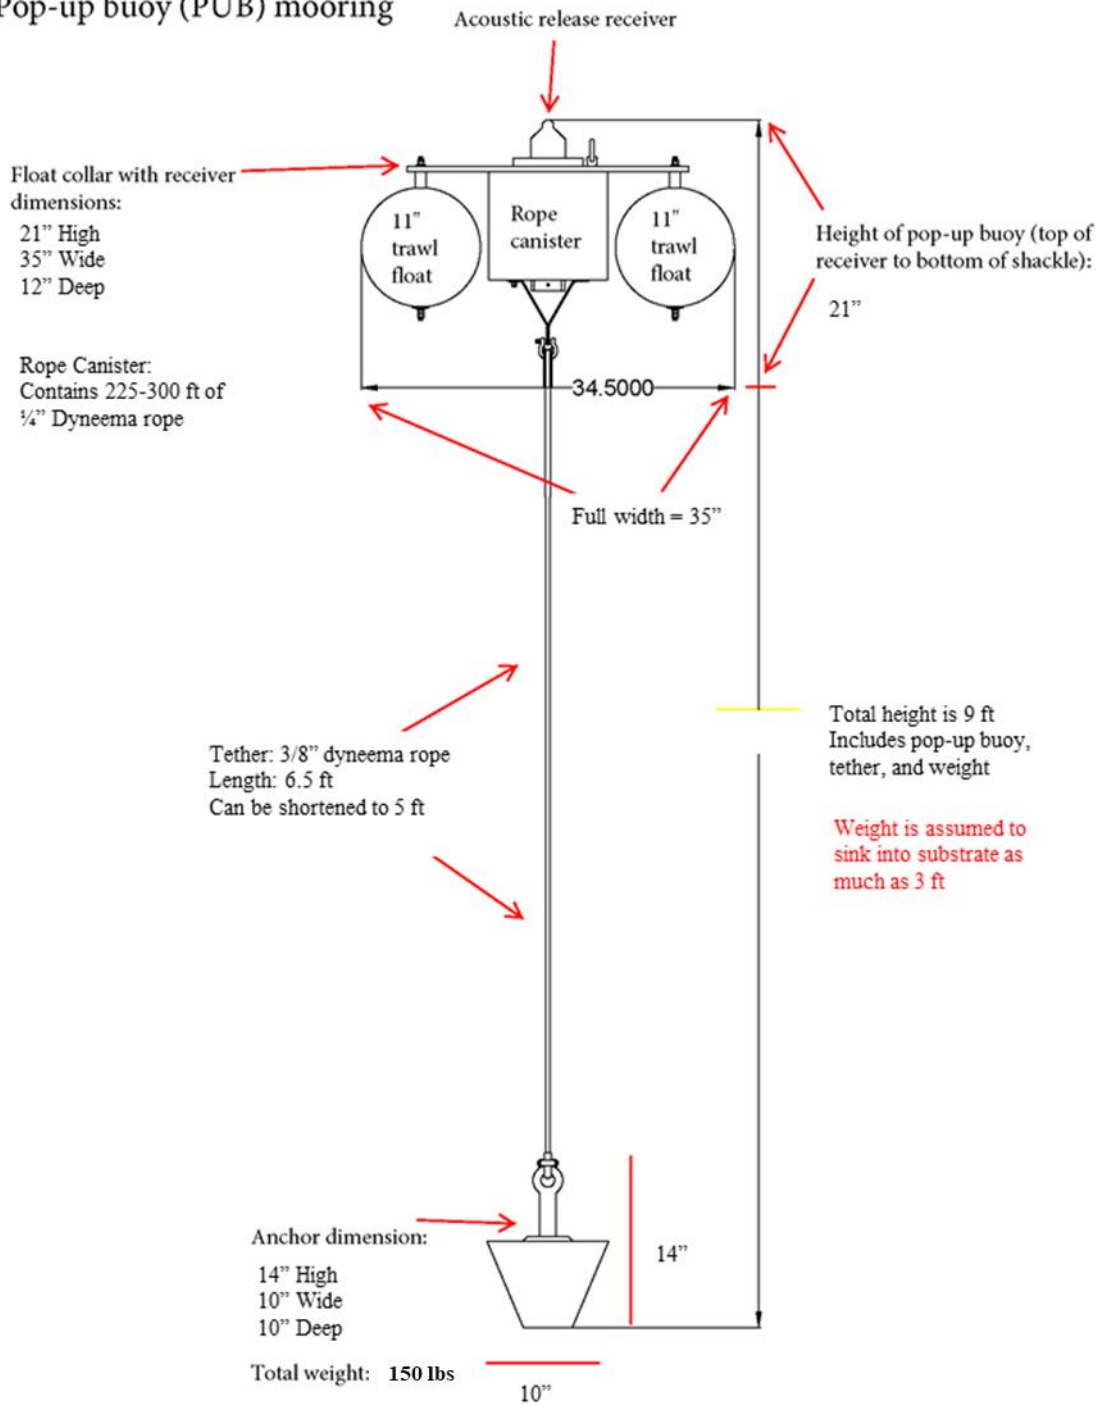 Pop-up buoy (PUB) mooring
Acoustic release receiver
Float collar with receiver
dimensions:
21” High
35” Wide
12” Deep
11"
trawl
float
Rope
canister
11"
trawl
float
Height of pop-up buoy (top of
receiver to bottom of shackle):
21”
Rope Canister:
Contains 225-300 ft of
¼” Dyneema rope
34.5000
Full width = 35”
Tether: 3/8” dyneema rope
Length: 6.5 ft
Can be shortened to 5 ft
Total height is 9 ft
Includes pop-up buoy,
tether, and weight
Weight is assumed to
sink into substrate as
much as 3 ft
Anchor dimension:
14” High
10” Wide
10” Deep
14”
Total weight: 150 lbs
10”